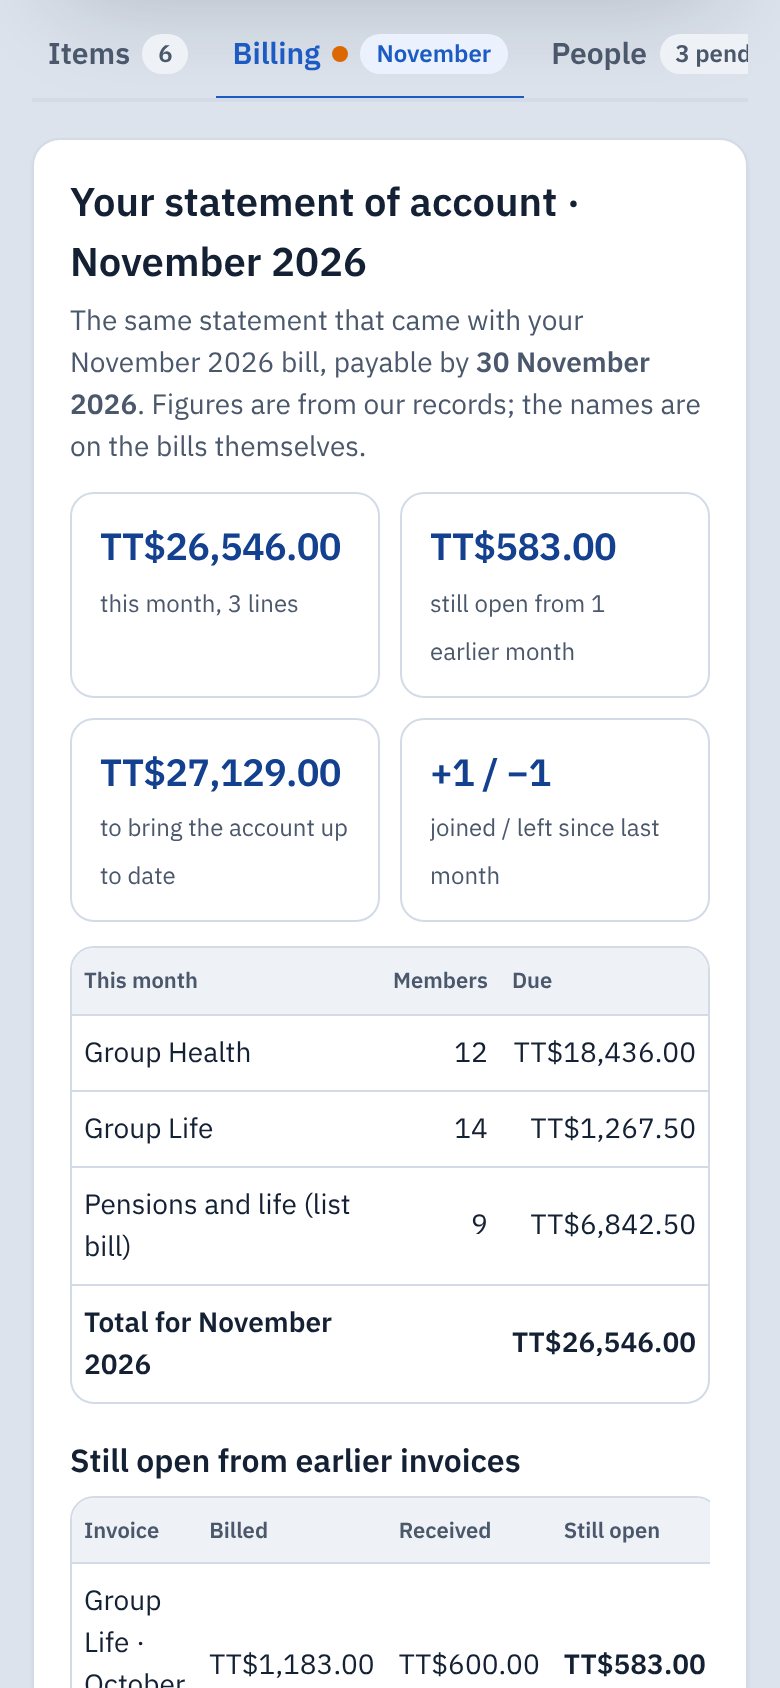 Items 6 Billing November People 3 pend
Your statement of account ·
November 2026
The same statement that came with your
November 2026 bill, payable by 30 November
2026. Figures are from our records; the names are
on the bills themselves.
TT$26,546.00
this month, 3 lines
TT$583.00
still open from 1
earlier month
TT$27,129.00
to bring the account up
to date
+1 / −1
joined / left since last
month
This month Members Due
Group Health 12 TT$18,436.00
Group Life 14 TT$1,267.50
Pensions and life (list
bill) 9 TT$6,842.50
Total for November
2026 TT$26,546.00
Still open from earlier invoices
Invoice Billed Received Still open
Group
Life ·
October TT$1,183.00 TT$600.00 TT$583.00